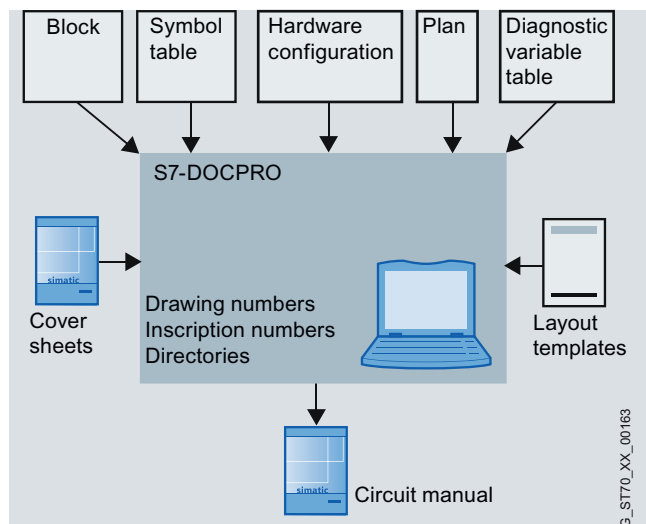 Block
Symbol
table
Hardware
configuration
Plan
Diagnostic
variable
table
S7-DOCPRO
simatic
Cover
sheets
Drawing numbers
Inscription numbers
Directories
Layout
templates
simatic
Circuit manual
G_ST70_XX_00163